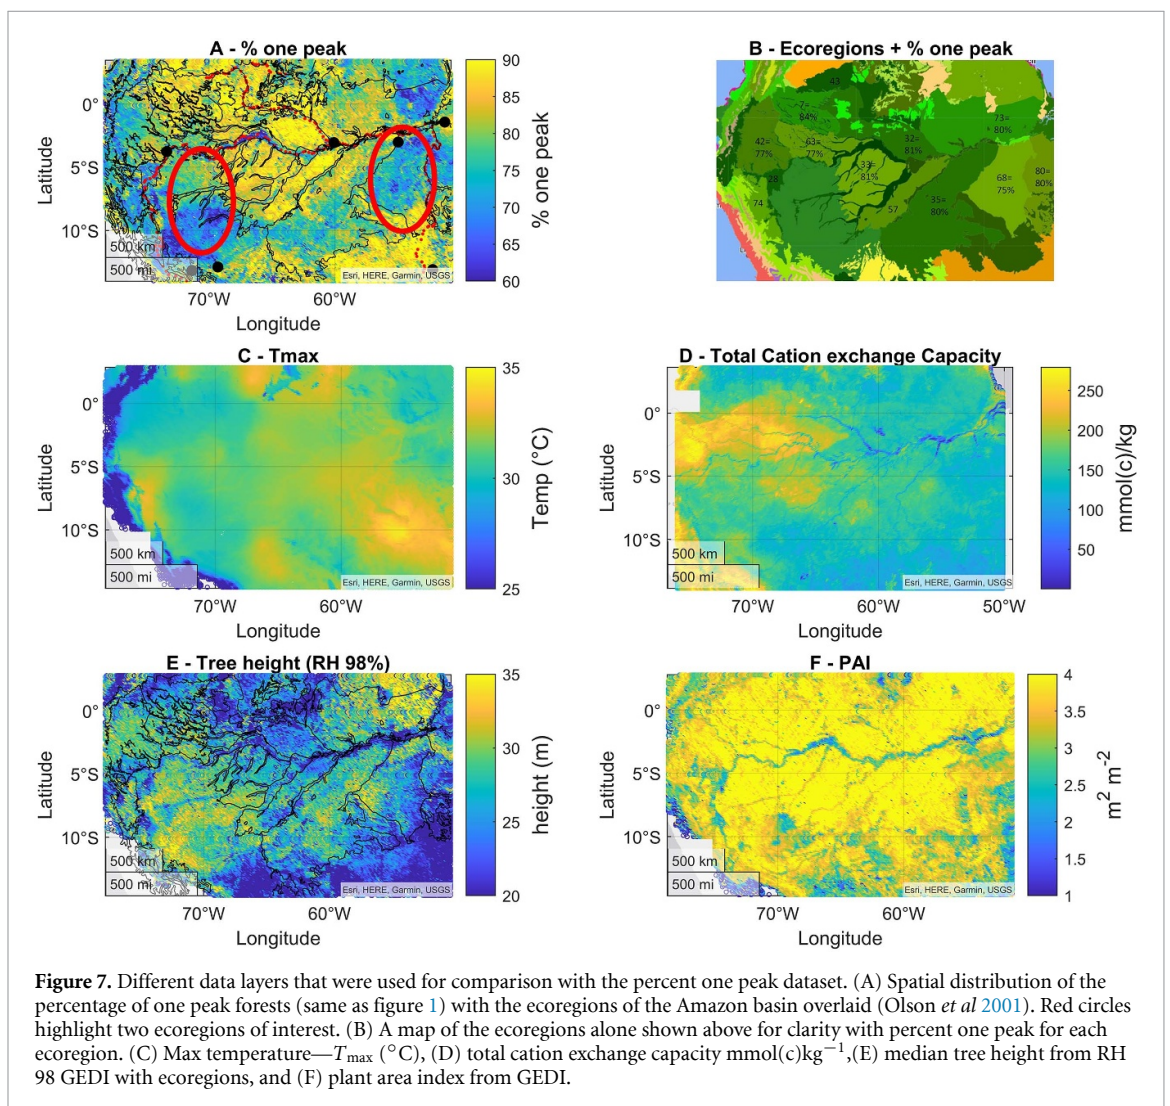 A - % one peak
0°
5°S
10°S
Latitude
500 km
500 mi
Esri, HERE, Garmin, USGS
70°W
60°W
Longitude
90
85
80
75
70
65
60
% one peak
B - Ecoregions + % one peak
43
7=
84%
42=
77%
63=
77%
32=
81%
73=
80%
33=
81%
28
74
57
35=
80%
68=
75%
80=
80%
C - Tmax
0°
5°S
10°S
Latitude
500 km
500 mi
Esri, HERE, Garmin, USGS
70°W
60°W
Longitude
35
30
25
Temp (°C)
D - Total Cation exchange Capacity
0°
5°S
10°S
Latitude
500 km
500 mi
Esri, HERE, Garmin, USGS
70°W
60°W
50°W
Longitude
250
200
150
100
50
mmol(c)/kg
E - Tree height (RH 98%)
0°
5°S
10°S
Latitude
500 km
500 mi
Esri, HERE, Garmin, USGS
70°W
60°W
Longitude
35
30
25
20
height (m)
F - PAI
0°
5°S
10°S
Latitude
500 km
500 mi
Esri, HERE, Garmin, USGS
70°W
60°W
Longitude
4
3.5
3
2.5
2
1.5
1
m² m⁻²
Figure 7. Different data layers that were used for comparison with the percent one peak dataset. (A) Spatial distribution of the
percentage of one peak forests (same as figure 1) with the ecoregions of the Amazon basin overlaid (Olson et al 2001). Red circles
highlight two ecoregions of interest. (B) A map of the ecoregions alone shown above for clarity with percent one peak for each
ecoregion. (C) Max temperature—Tmax (°C), (D) total cation exchange capacity mmol(c)kg⁻¹,(E) median tree height from RH
98 GEDI with ecoregions, and (F) plant area index from GEDI.